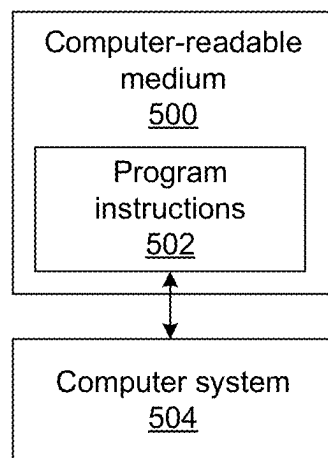 Computer-readable
medium
500
Program
instructions
502
Computer system
504